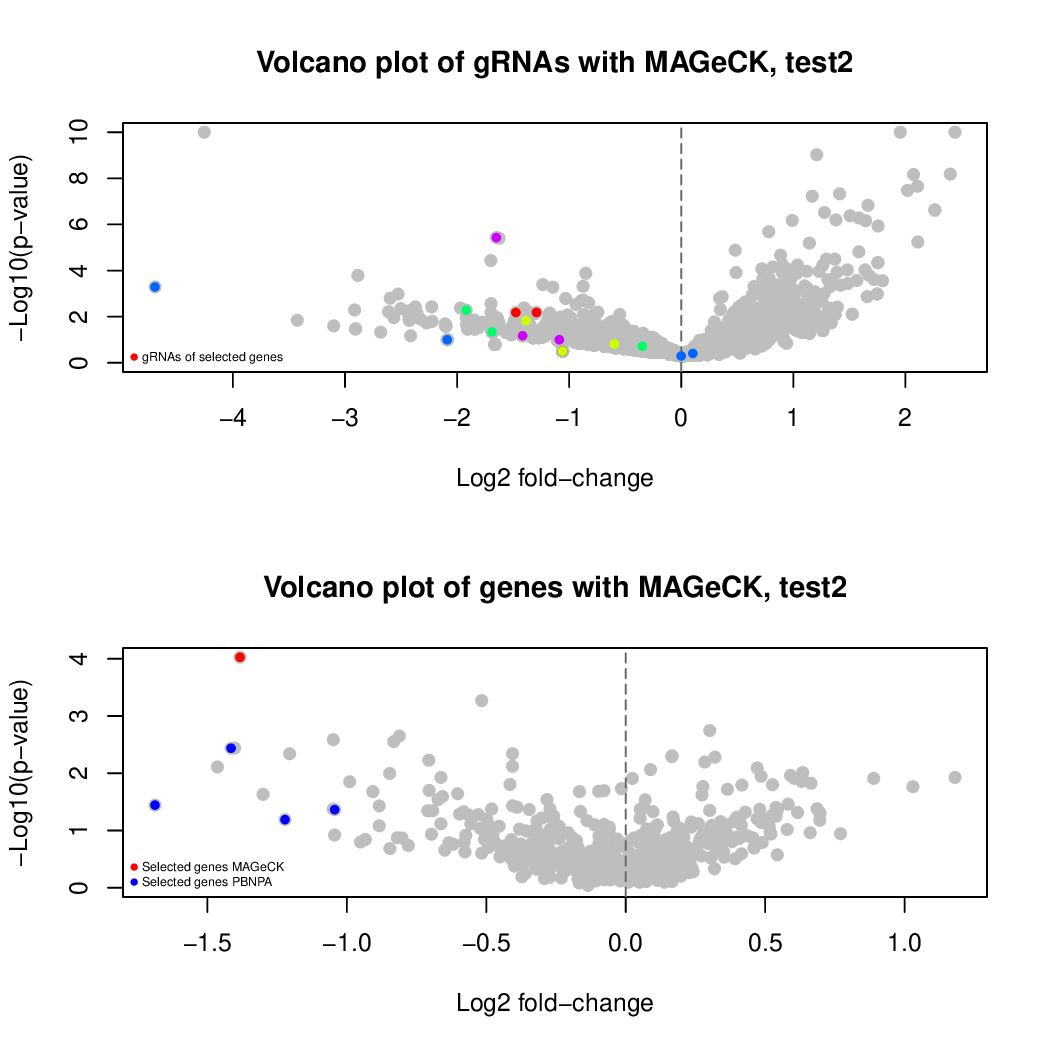 Volcano plot of gRNAs with MAGeCK, test2
−Log10(p−value)
10
8
6
4
2
0
gRNAs of selected genes
−4 −3 −2 −1 0 1 2
Log2 fold−change
Volcano plot of genes with MAGeCK, test2
−Log10(p−value)
4
3
2
1
0
Selected genes MAGeCK
Selected genes PBNPA
−1.5 −1.0 −0.5 0.0 0.5 1.0
Log2 fold−change